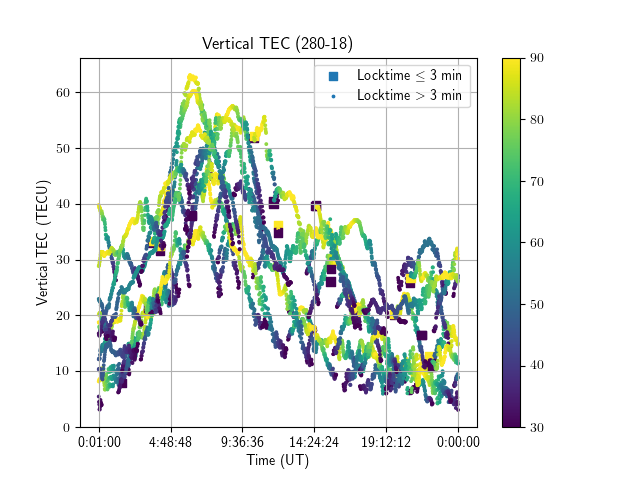 Vertical TEC (280-18)
Locktime ≤ 3 min
Locktime > 3 min
Vertical TEC (TECU)
60
50
40
30
20
10
0
0:01:00 4:48:48 9:36:36 14:24:24 19:12:12 0:00:00
Time (UT)
90
80
70
60
50
40
30